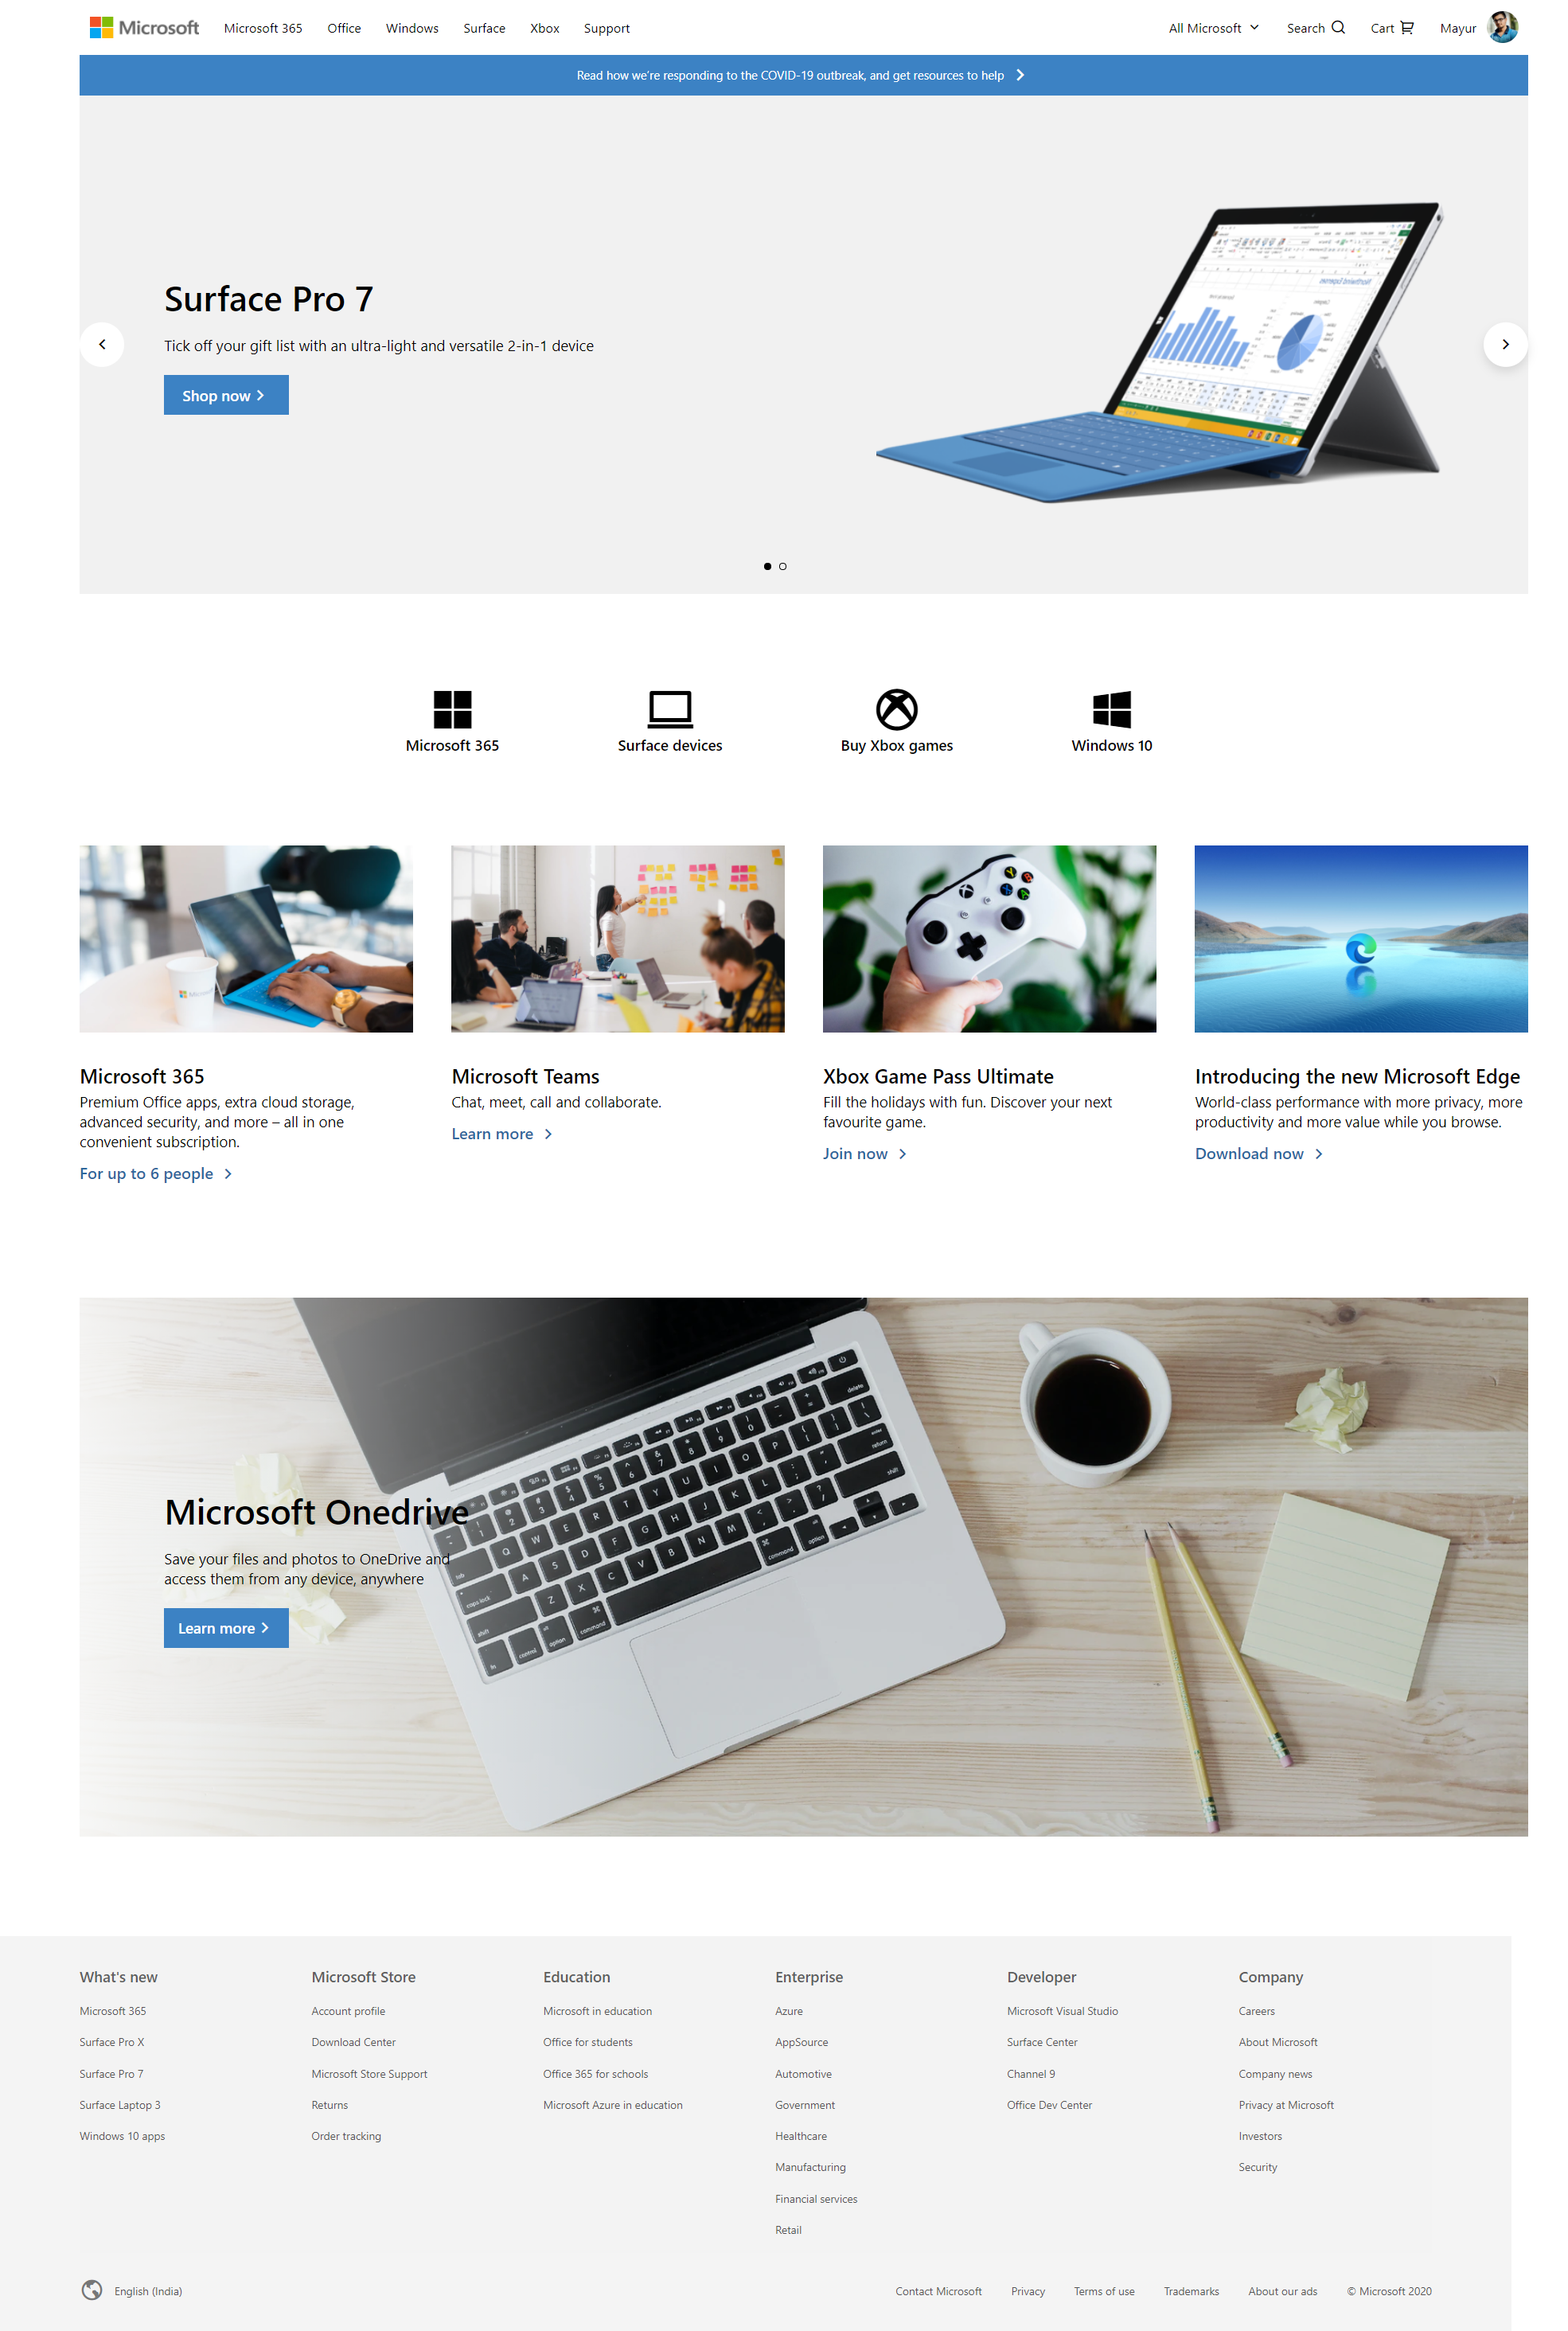 Microsoft
Microsoft 365
Office
Windows
Surface
Xbox
Support
All Microsoft
Search
Cart
Mayur
Read how we're responding to the COVID-19 outbreak, and get resources to help
Surface Pro 7
Tick off your gift list with an ultra-light and versatile 2-in-1 device
Shop now
Microsoft 365
Surface devices
Buy Xbox games
Windows 10
Microsoft 365
Premium Office apps, extra cloud storage,
advanced security, and more – all in one
convenient subscription.
For up to 6 people
Microsoft Teams
Chat, meet, call and collaborate.
Learn more
Xbox Game Pass Ultimate
Fill the holidays with fun. Discover your next
favourite game.
Join now
Introducing the new Microsoft Edge
World-class performance with more privacy, more
productivity and more value while you browse.
Download now
Microsoft Onedrive
Save your files and photos to OneDrive and
access them from any device, anywhere
Learn more
What's new
Microsoft 365
Surface Pro X
Surface Pro 7
Surface Laptop 3
Windows 10 apps
Microsoft Store
Account profile
Download Center
Microsoft Store Support
Returns
Order tracking
Education
Microsoft in education
Office for students
Office 365 for schools
Microsoft Azure in education
Enterprise
Azure
AppSource
Automotive
Government
Healthcare
Manufacturing
Financial services
Retail
Developer
Microsoft Visual Studio
Surface Center
Channel 9
Office Dev Center
Company
Careers
About Microsoft
Company news
Privacy at Microsoft
Investors
Security
English (India)
Contact Microsoft
Privacy
Terms of use
Trademarks
About our ads
© Microsoft 2020